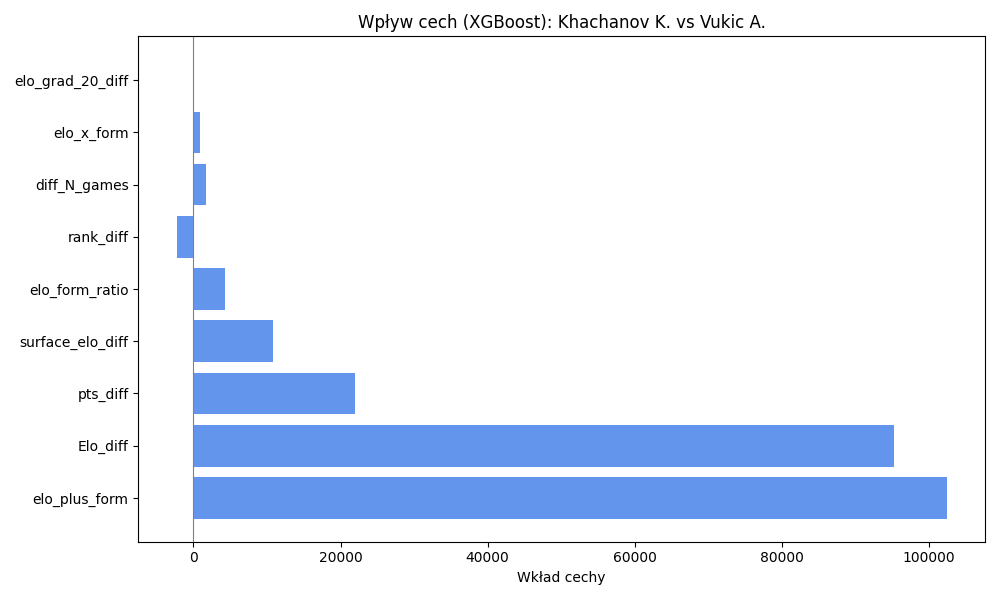 Wpływ cech (XGBoost): Khachanov K. vs Vukic A.
elo_grad_20_diff
elo_x_form
diff_N_games
rank_diff
elo_form_ratio
surface_elo_diff
pts_diff
Elo_diff
elo_plus_form
0 20000 40000 60000 80000 100000
Wkład cechy